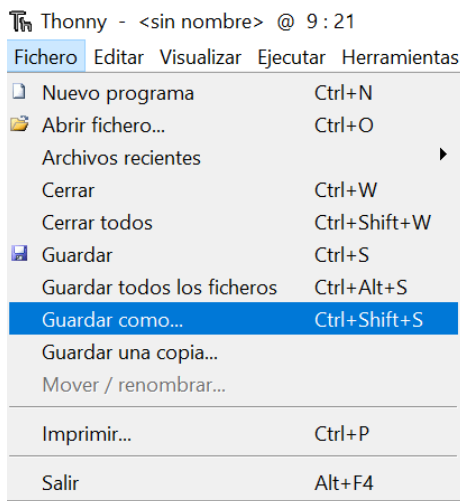 Thonny - <sin nombre> @ 9:21
Fichero Editar Visualizar Ejecutar Herramientas
Nuevo programa Ctrl+N
Abrir fichero... Ctrl+O
Archivos recientes
Cerrar Ctrl+W
Cerrar todos Ctrl+Shift+W
Guardar Ctrl+S
Guardar todos los ficheros Ctrl+Alt+S
Guardar como... Ctrl+Shift+S
Guardar una copia...
Mover / renombrar...
Imprimir... Ctrl+P
Salir Alt+F4